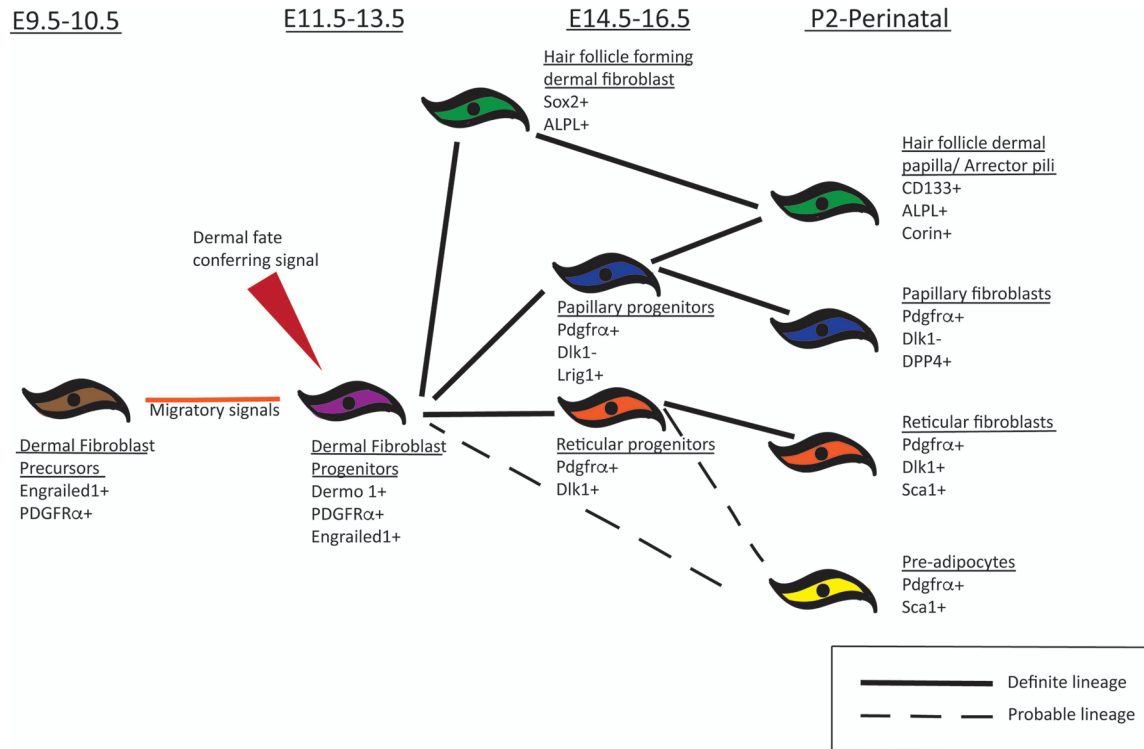 E9.5-10.5
E11.5-13.5
E14.5-16.5
P2-Perinatal
Hair follicle forming
dermal fibroblast
Sox2+
ALPL+
Hair follicle dermal
papilla/ Arrector pili
CD133+
ALPL+
Corin+
Dermal fate
conferring signal
Papillary progenitors
Pdgfrα+
Dlk1-
Lrig1+
Papillary fibroblasts
Pdgfrα+
Dlk1-
DPP4+
Migratory signals
Dermal Fibroblast
Precursors
Engrailed1+
PDGFRα+
Dermal Fibroblast
Progenitors
Dermo 1+
PDGFRα+
Engrailed1+
Reticular progenitors
Pdgfrα+
Dlk1+
Reticular fibroblasts
Pdgfrα+
Dlk1+
Sca1+
Pre-adipocytes
Pdgfrα+
Sca1+
Definite lineage
Probable lineage